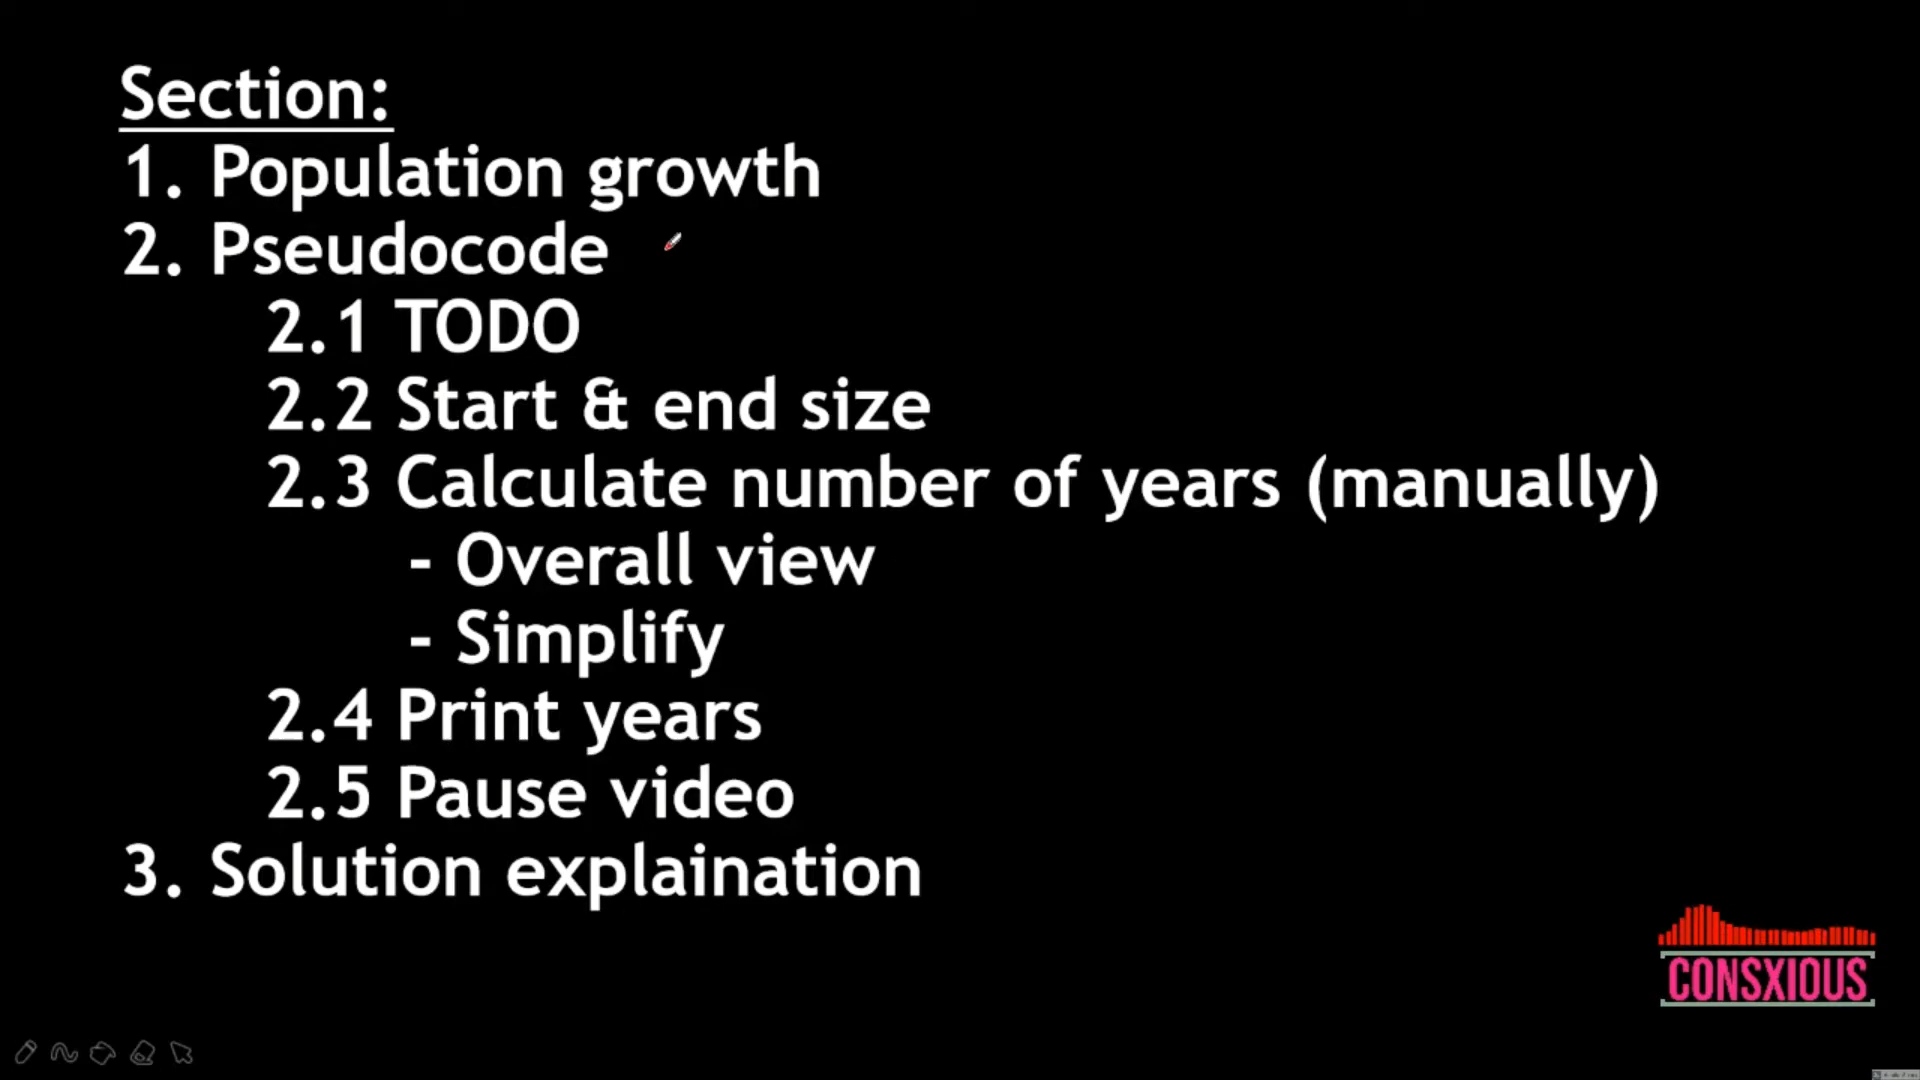 Section:
1. Population growth
2. Pseudocode
2.1 TODO
2.2 Start & end size
2.3 Calculate number of years (manually)
- Overall view
- Simplify
2.4 Print years
2.5 Pause video
3. Solution explaination
CONSXIOUS